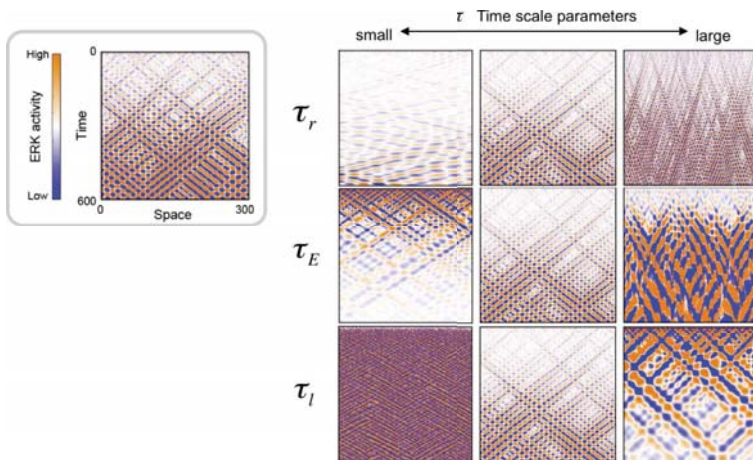 τ Time scale parameters
small large
High
Low
ERK activity
0
Time
600
0 Space 300
τr
τE
τl